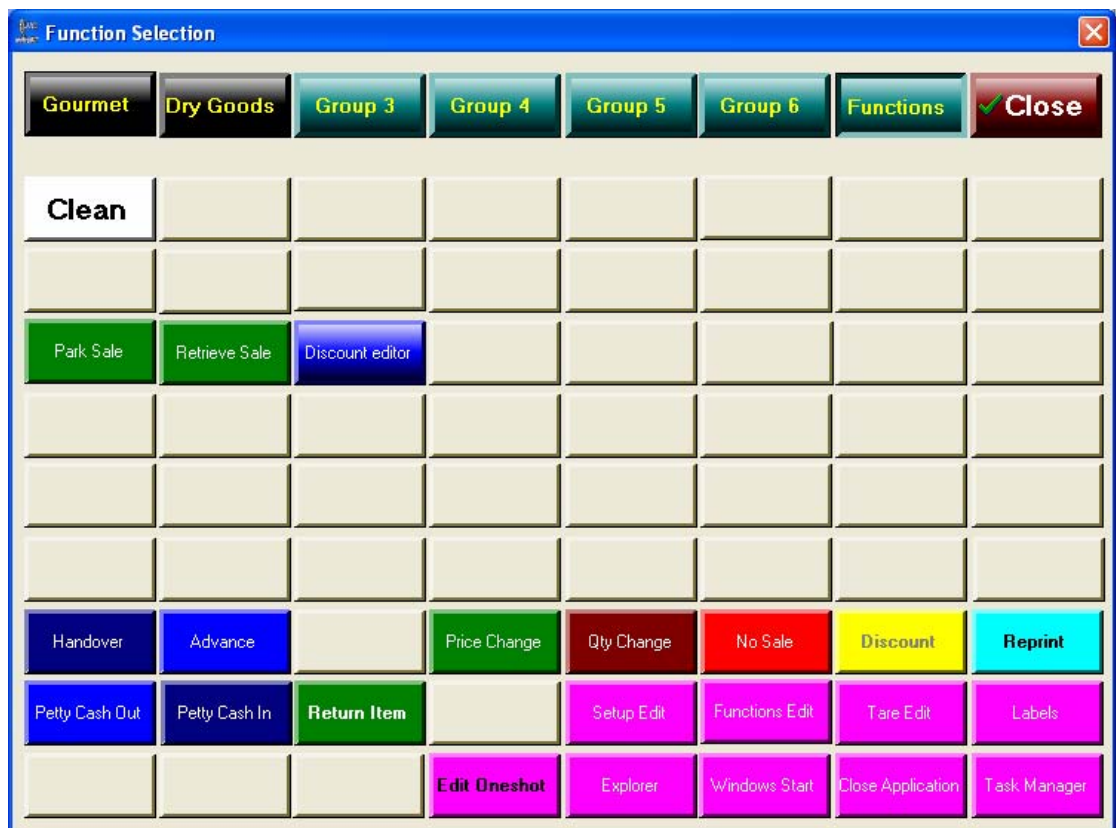 Function Selection
Gourmet Dry Goods Group 3 Group 4 Group 5 Group 6 Functions Close
Clean
Park Sale Retrieve Sale Discount editor
Handover Advance Price Change Qty Change No Sale Discount Reprint
Petty Cash Out Petty Cash In Return Item Setup Edit Functions Edit Tare Edit Labels
Edit Oneshot Explorer Windows Start Close Application Task Manager